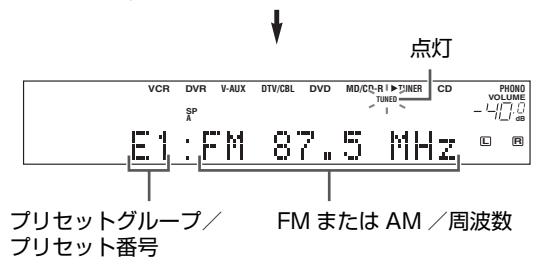 点灯
VCR DVR V-AUX DTV/CBL DVD MD/CD-R TUNER CD PHONO
TUNED VOLUME
SP
A
-40.0 dB
E1:FM 87.5 MHz L R
プリセットグループ／
プリセット番号
FM または AM ／周波数